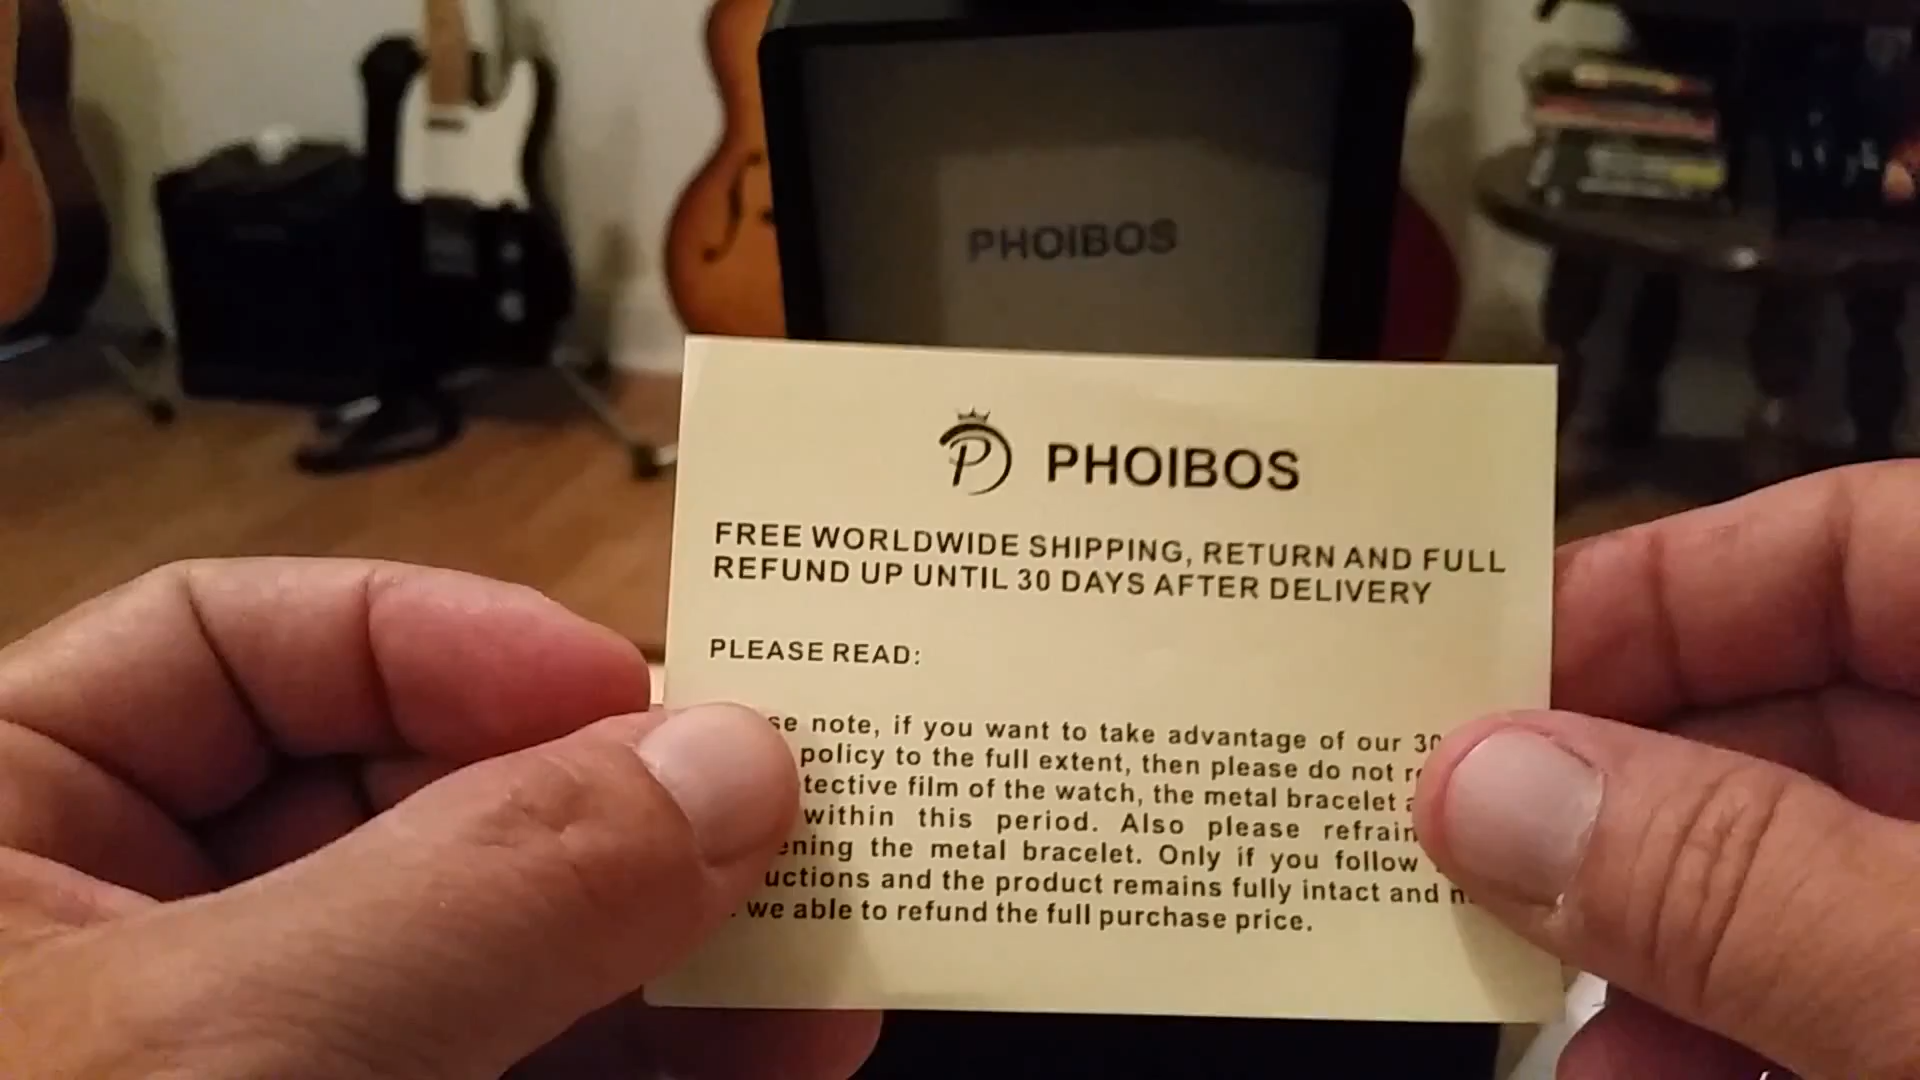 PHOIBOS
PHOIBOS
FREE WORLDWIDE SHIPPING, RETURN AND FULL
REFUND UP UNTIL 30 DAYS AFTER DELIVERY
PLEASE READ:
note, if you want to take advantage of our 30
policy to the full extent, then please do not
film of the watch, the metal bracelet
within this period. Also please refrain
the metal bracelet. Only if you follow
and the product remains fully intact and
we able to refund the full purchase price.